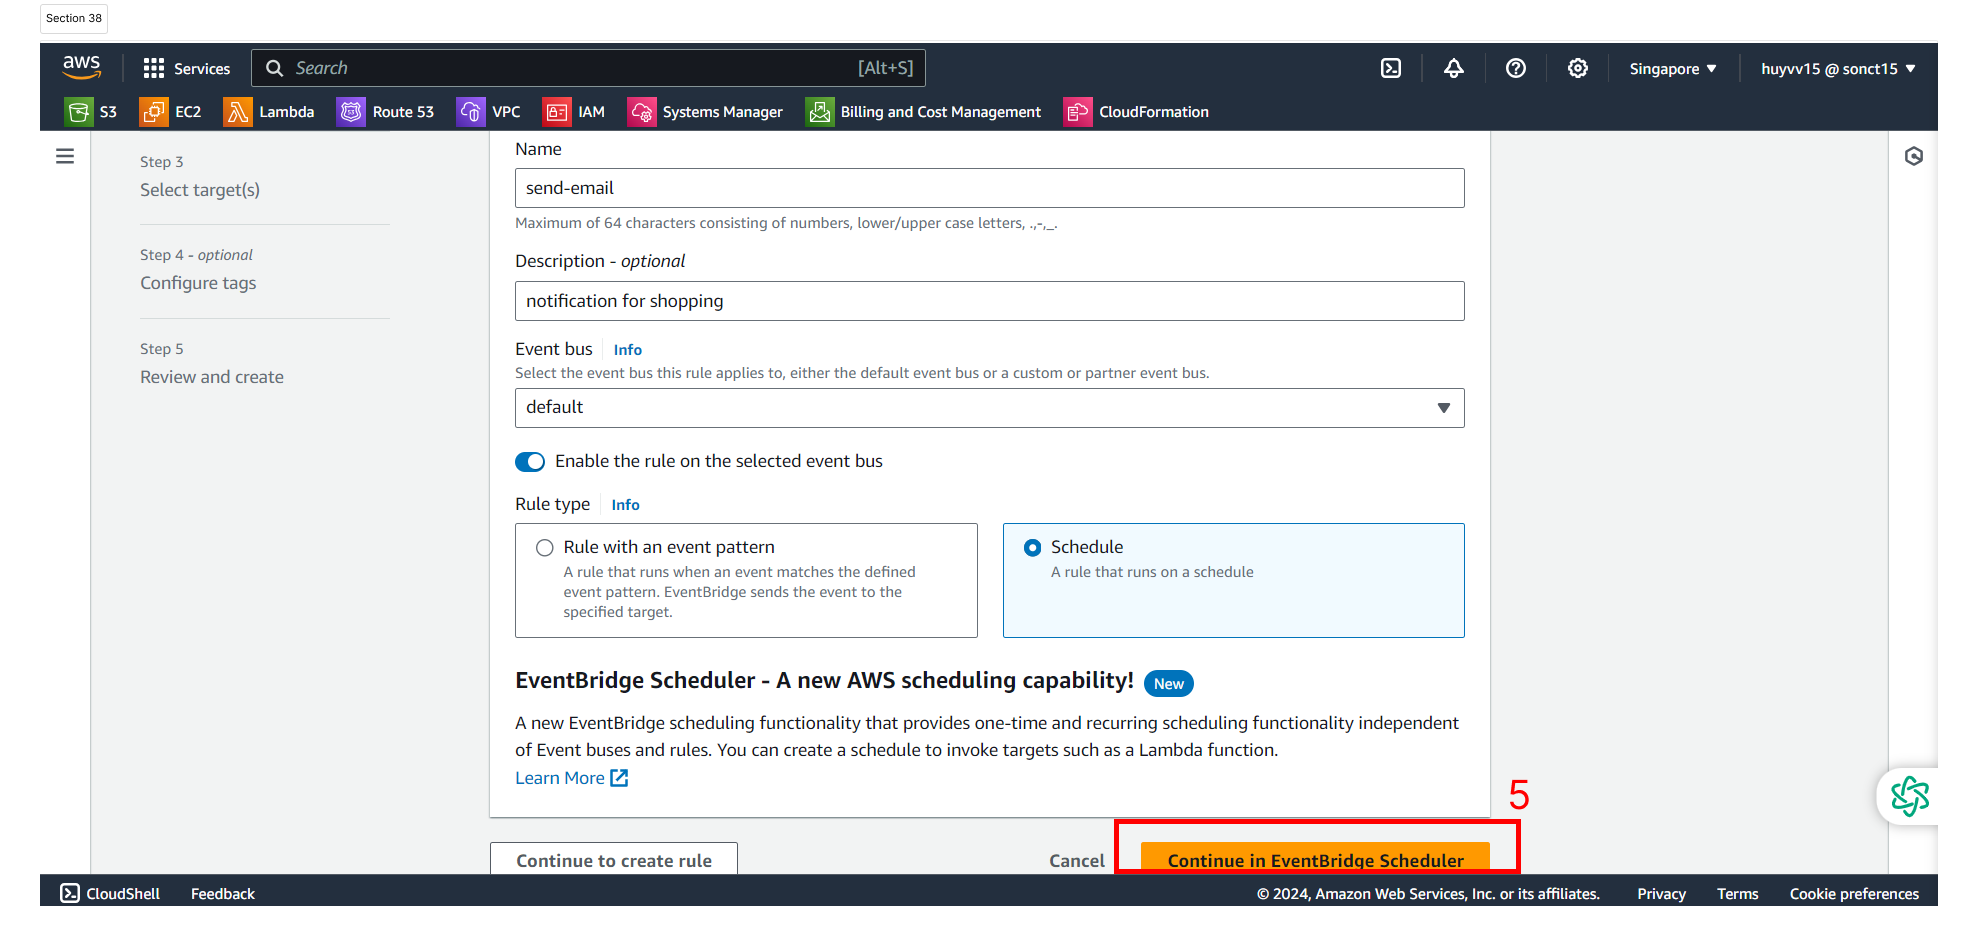 Section 38
aws
Services
Search
[Alt+S]
Singapore ▼
huyvv15 @ sonct15 ▼
S3
EC2
Lambda
Route 53
VPC
IAM
Systems Manager
Billing and Cost Management
CloudFormation
Step 3
Select target(s)
Step 4 - optional
Configure tags
Step 5
Review and create
Name
send-email
Maximum of 64 characters consisting of numbers, lower/upper case letters, .,-,_.
Description - optional
notification for shopping
Event bus
Info
Select the event bus this rule applies to, either the default event bus or a custom or partner event bus.
default
Enable the rule on the selected event bus
Rule type
Info
Rule with an event pattern
A rule that runs when an event matches the defined
event pattern. EventBridge sends the event to the
specified target.
Schedule
A rule that runs on a schedule
EventBridge Scheduler - A new AWS scheduling capability!
New
A new EventBridge scheduling functionality that provides one-time and recurring scheduling functionality independent
of Event buses and rules. You can create a schedule to invoke targets such as a Lambda function.
Learn More
5
Continue to create rule
Cancel
Continue in EventBridge Scheduler
CloudShell
Feedback
© 2024, Amazon Web Services, Inc. or its affiliates.
Privacy
Terms
Cookie preferences